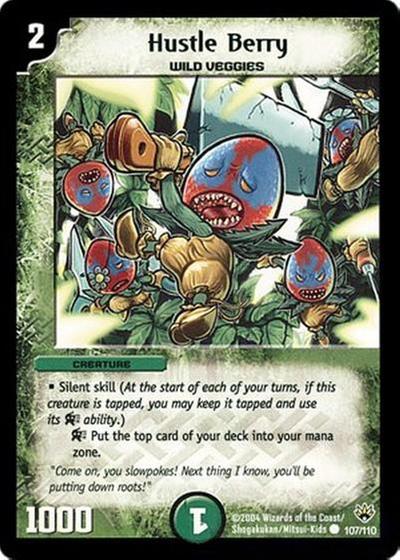 2
Hustle Berry
WILD VEGGIES
CREATURE
▪ Silent skill (At the start of each of your turns, if this
creature is tapped, you may keep it tapped and use
its ability.)
Put the top card of your deck into your mana
zone.
"Come on, you slowpokes! Next thing I know, you'll be
putting down roots!"
1000
1
©2004 Wizards of the Coast/
Shogakukan/Mitsui-Kids ● 107/110